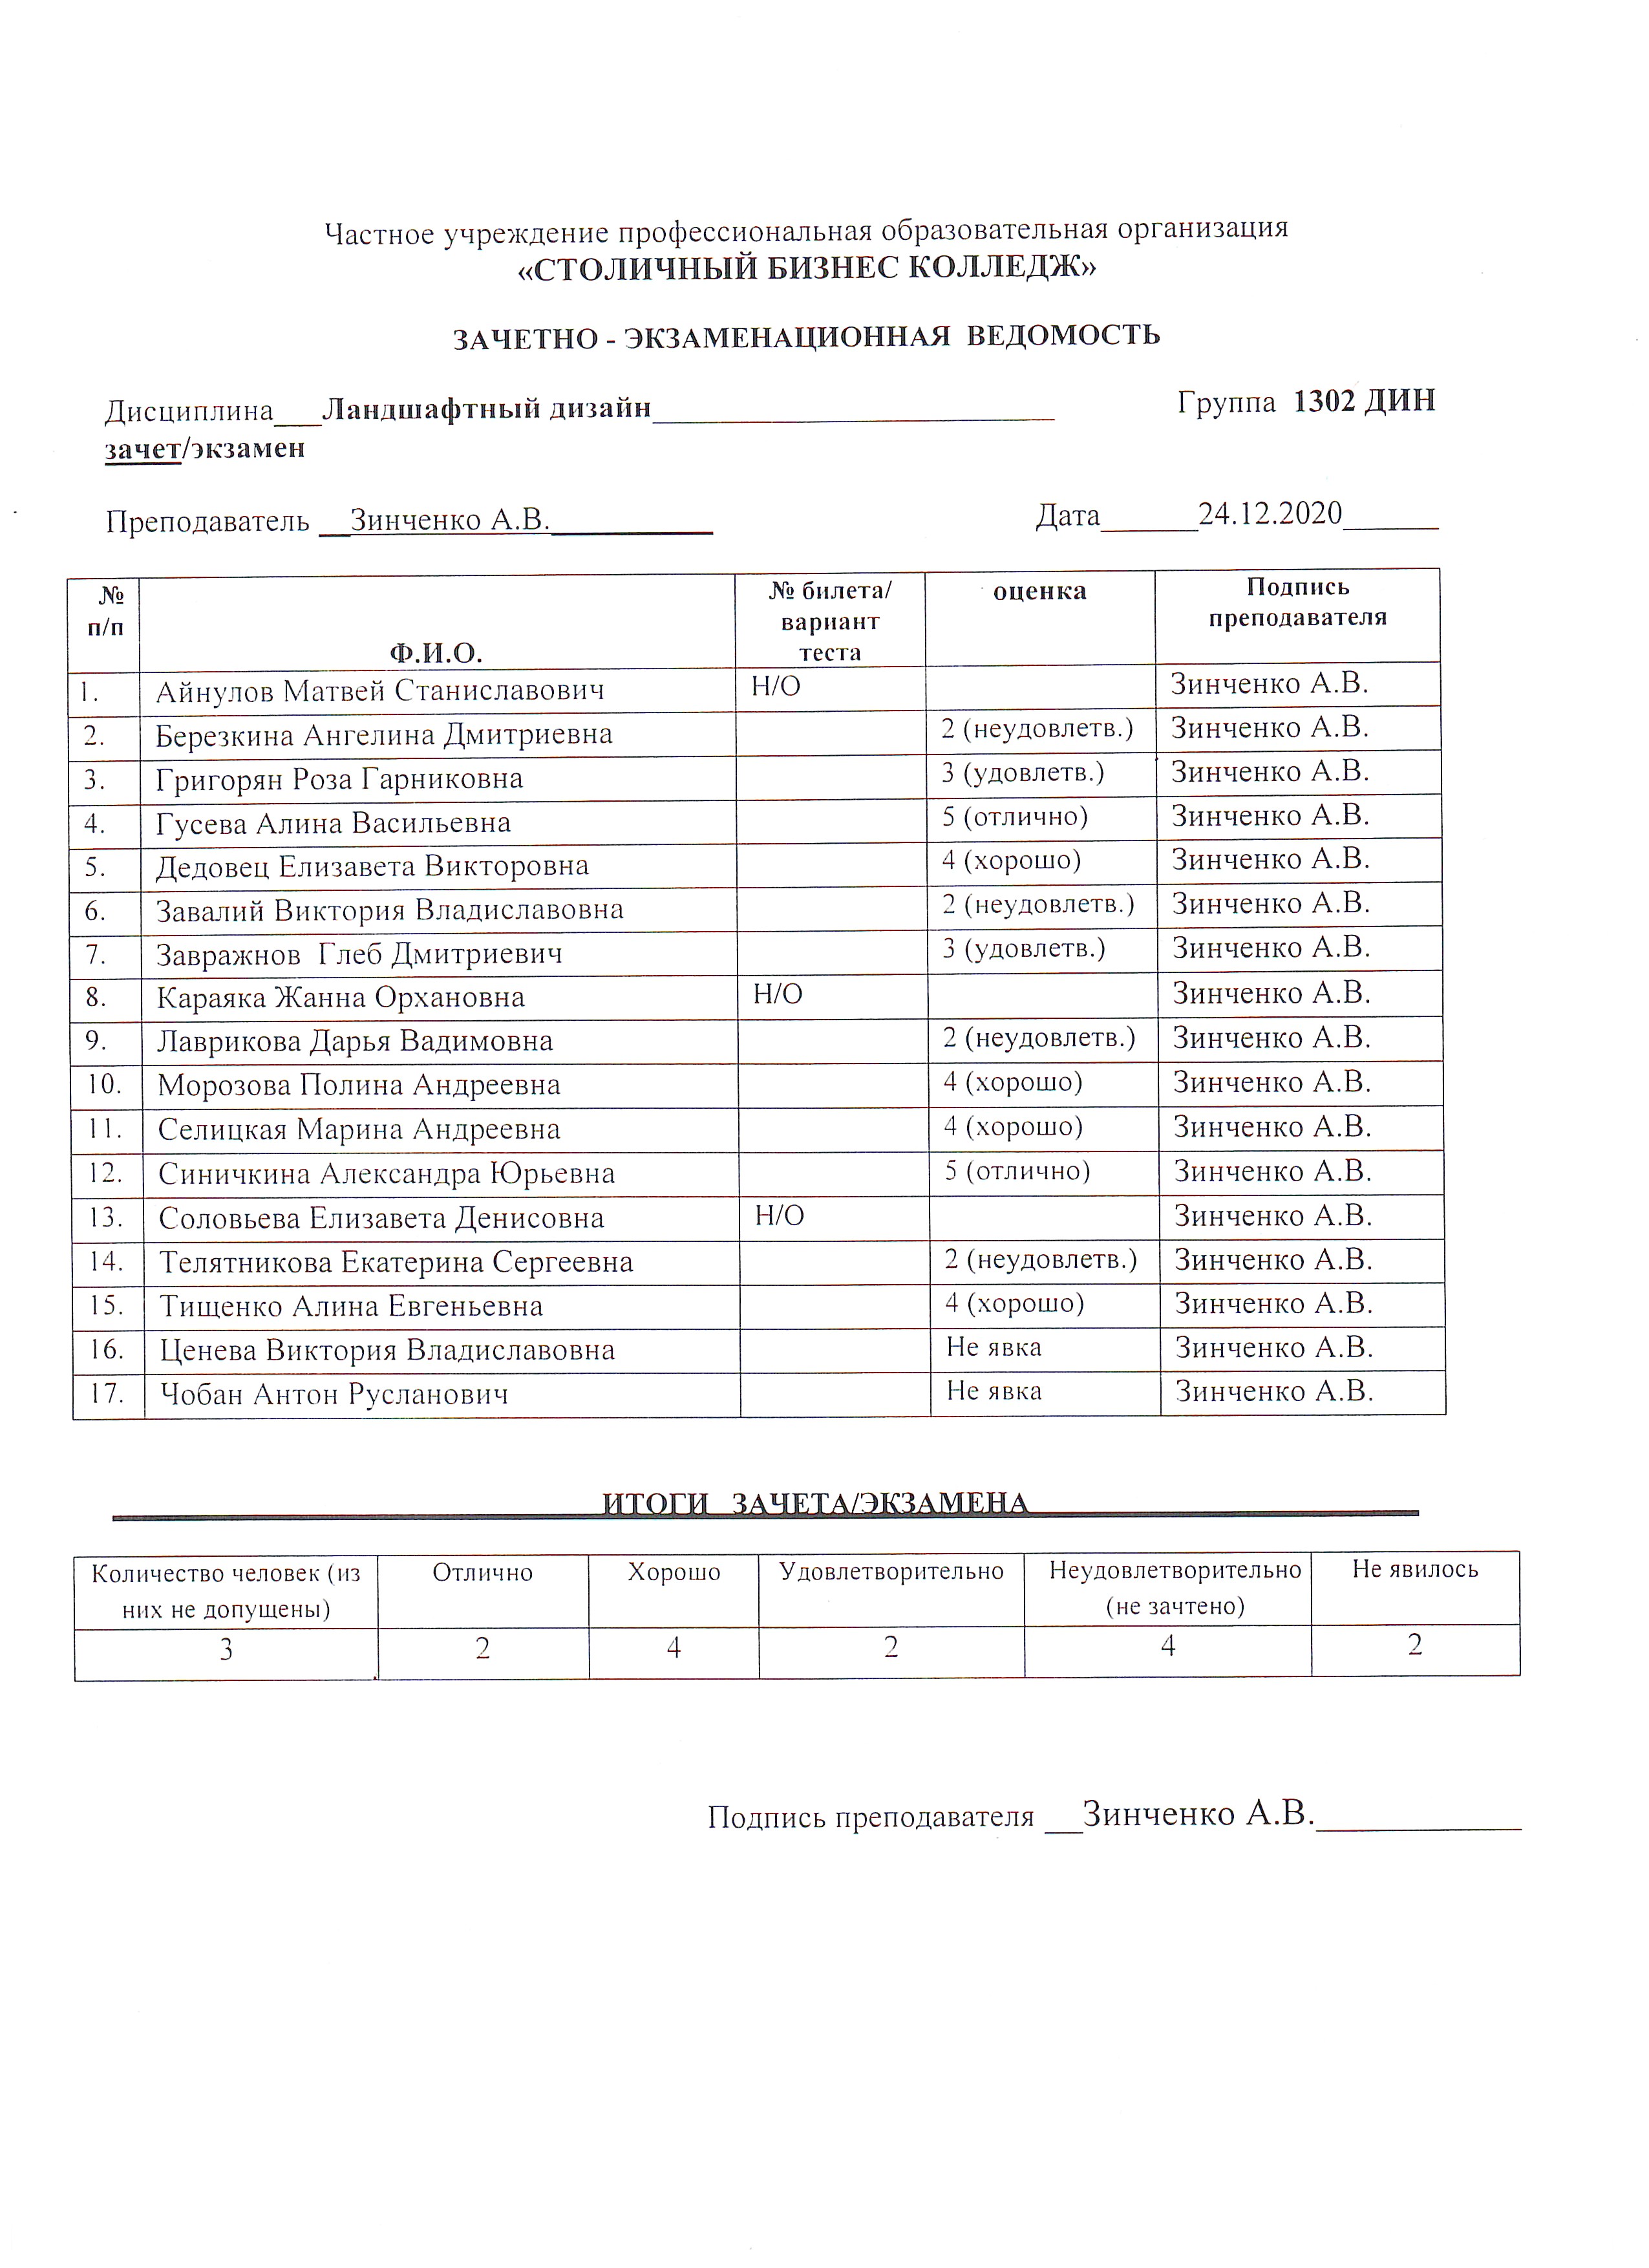 Частное учреждение профессиональная образовательная организация
«СТОЛИЧНЫЙ БИЗНЕС КОЛЛЕДЖ»
ЗАЧЕТНО - ЭКЗАМЕНАЦИОННАЯ ВЕДОМОСТЬ
Дисциплина___Ландшафтный дизайн_________________________ Группа 1302 ДИН
зачет/экзамен
Преподаватель __Зинченко А.В.__________ Дата______24.12.2020______
№ п/п Ф.И.О. № билета/ вариант теста оценка Подпись преподавателя
1. Айнулов Матвей Станиславович Н/О Зинченко А.В.
2. Березкина Ангелина Дмитриевна 2 (неудовлетв.) Зинченко А.В.
3. Григорян Роза Гарниковна 3 (удовлетв.) Зинченко А.В.
4. Гусева Алина Васильевна 5 (отлично) Зинченко А.В.
5. Дедовец Елизавета Викторовна 4 (хорошо) Зинченко А.В.
6. Завалий Виктория Владиславовна 2 (неудовлетв.) Зинченко А.В.
7. Завражнов Глеб Дмитриевич 3 (удовлетв.) Зинченко А.В.
8. Караяка Жанна Орхановна Н/О Зинченко А.В.
9. Лаврикова Дарья Вадимовна 2 (неудовлетв.) Зинченко А.В.
10. Морозова Полина Андреевна 4 (хорошо) Зинченко А.В.
11. Селицкая Марина Андреевна 4 (хорошо) Зинченко А.В.
12. Синичкина Александра Юрьевна 5 (отлично) Зинченко А.В.
13. Соловьева Елизавета Денисовна Н/О Зинченко А.В.
14. Телятникова Екатерина Сергеевна 2 (неудовлетв.) Зинченко А.В.
15. Тищенко Алина Евгеньевна 4 (хорошо) Зинченко А.В.
16. Ценева Виктория Владиславовна Не явка Зинченко А.В.
17. Чобан Антон Русланович Не явка Зинченко А.В.
ИТОГИ ЗАЧЕТА/ЭКЗАМЕНА
Количество человек (из них не допущены) Отлично Хорошо Удовлетворительно Неудовлетворительно (не зачтено) Не явилось
3 2 4 2 4 2
Подпись преподавателя __Зинченко А.В.___________